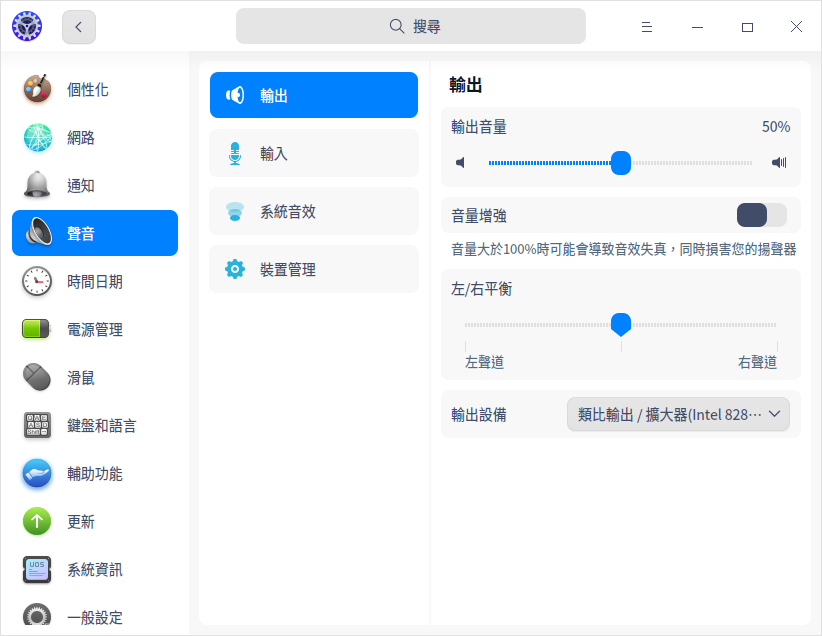 搜尋
個性化
網路
通知
聲音
時間日期
電源管理
滑鼠
鍵盤和語言
輔助功能
更新
系統資訊
一般設定
輸出
輸入
系統音效
裝置管理
輸出
輸出音量 50%
音量增強
音量大於100%時可能會導致音效失真，同時損害您的揚聲器
左/右平衡
左聲道 右聲道
輸出設備 類比輸出 / 擴大器(Intel 828…